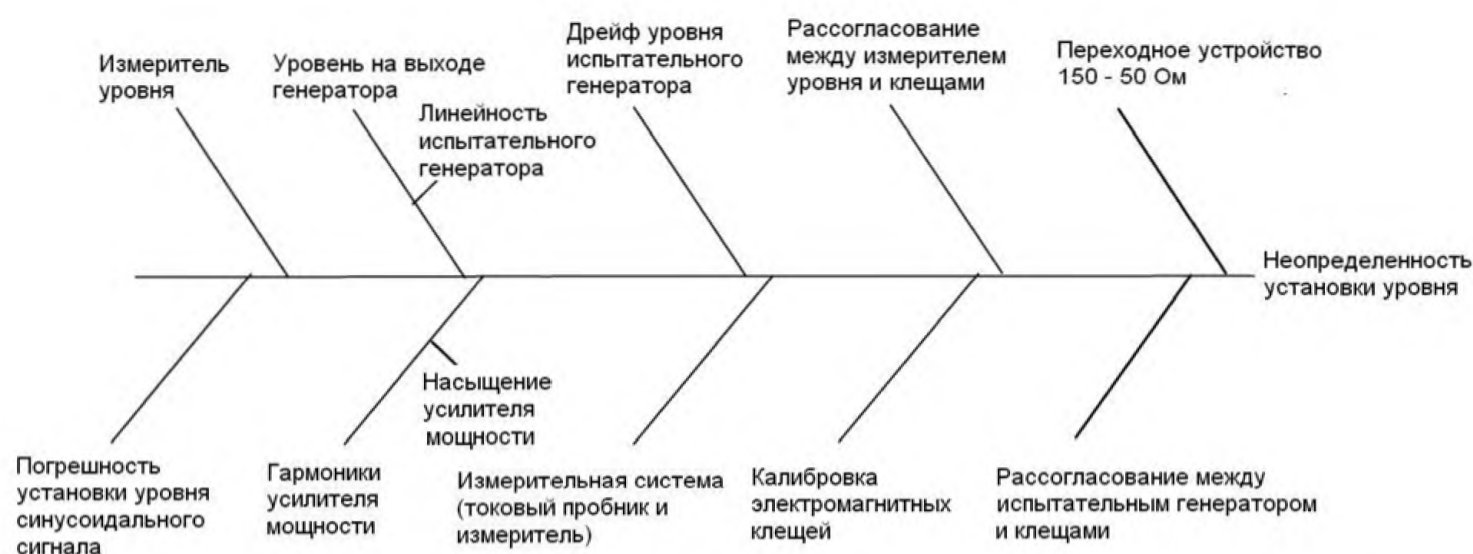 Измеритель
уровня
Уровень на выходе
генератора
Линейность
испытательного
генератора
Дрейф уровня
испытательного
генератора
Рассогласование
между измерителем
уровня и клещами
Переходное устройство
150 - 50 Ом
Неопределенность
установки уровня
Погрешность
установки уровня
синусоидального
сигнала
Гармоники
усилителя
мощности
Насыщение
усилителя
мощности
Измерительная система
(токовый пробник и
измеритель)
Калибровка
электромагнитных
клещей
Рассогласование между
испытательным генератором
и клещами